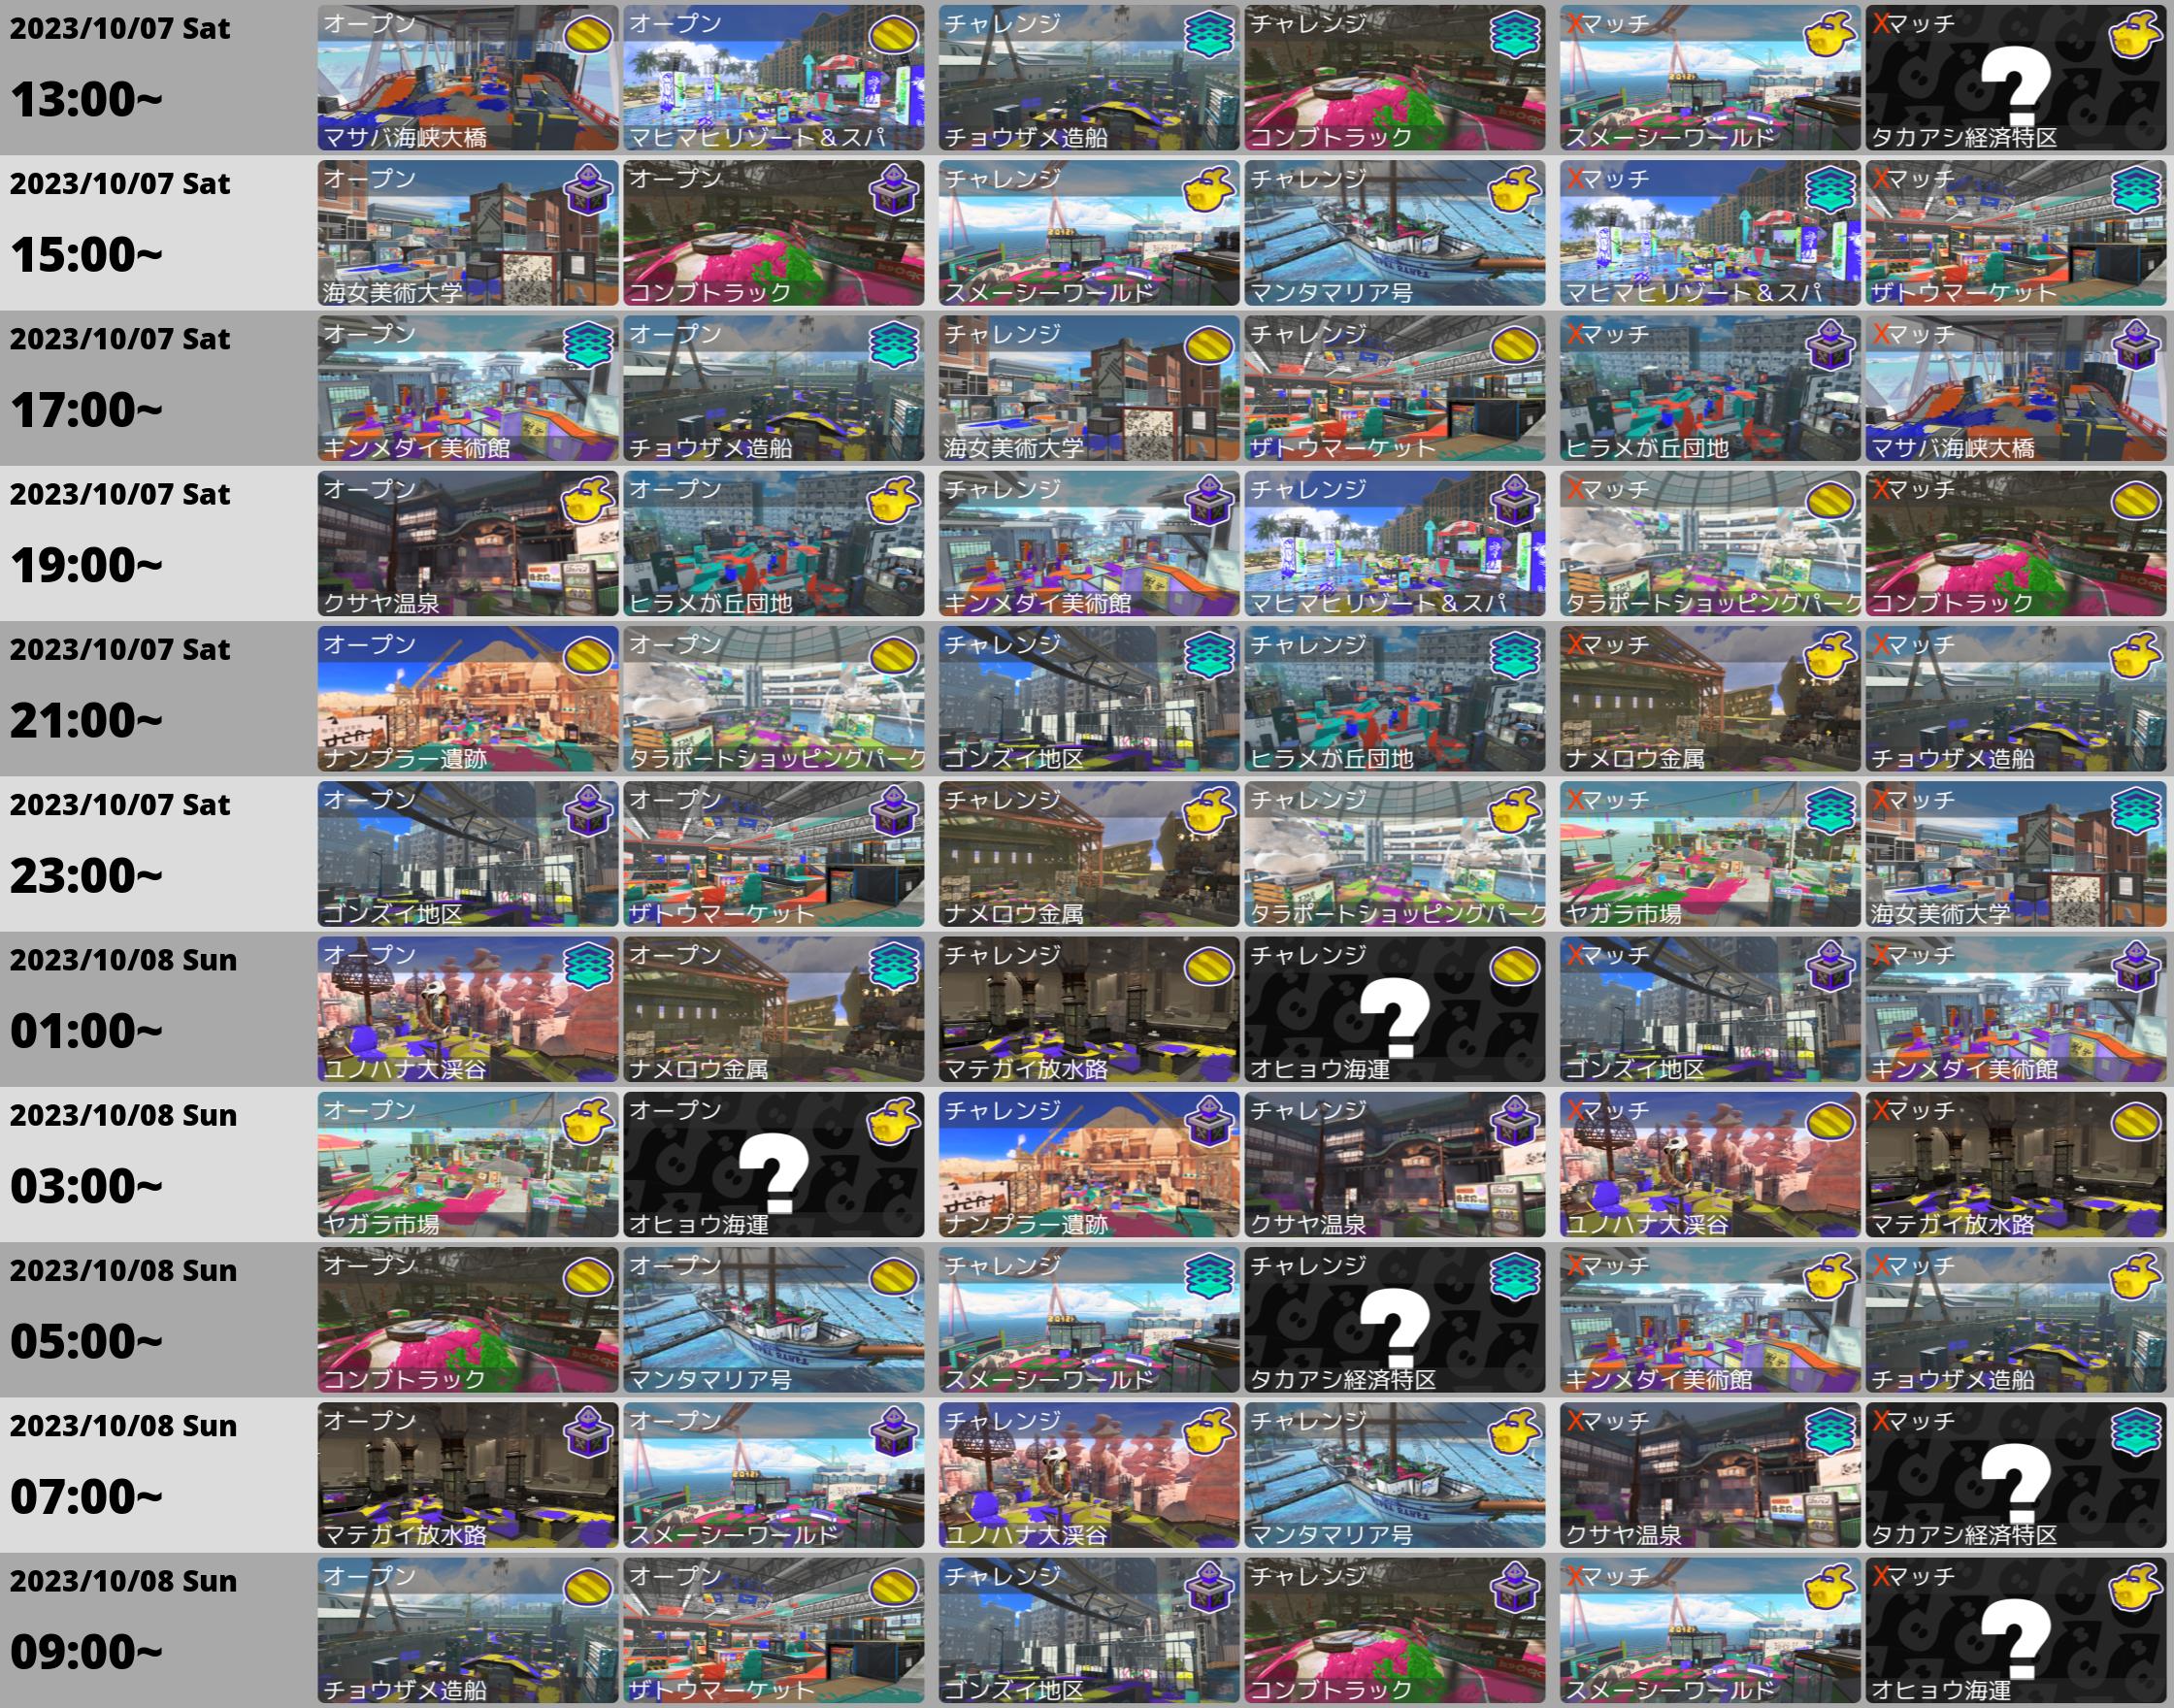 2023/10/07 Sat
13:00~
オープン
マサバ海峡大橋
オープン
マヒマヒリゾート＆スパ
チャレンジ
チョウザメ造船
チャレンジ
コンブトラック
Xマッチ
スメーシーワールド
Xマッチ
タカアシ経済特区
2023/10/07 Sat
15:00~
オープン
海女美術大学
オープン
コンブトラック
チャレンジ
スメーシーワールド
チャレンジ
マンタマリア号
Xマッチ
マヒマヒリゾート＆スパ
Xマッチ
ザトウマーケット
2023/10/07 Sat
17:00~
オープン
キンメダイ美術館
オープン
チョウザメ造船
チャレンジ
海女美術大学
チャレンジ
ザトウマーケット
Xマッチ
ヒラメが丘団地
Xマッチ
マサバ海峡大橋
2023/10/07 Sat
19:00~
オープン
クサヤ温泉
オープン
ヒラメが丘団地
チャレンジ
キンメダイ美術館
チャレンジ
マヒマヒリゾート＆スパ
Xマッチ
タラポートショッピングパーク
Xマッチ
コンブトラック
2023/10/07 Sat
21:00~
オープン
ナンプラー遺跡
オープン
タラポートショッピングパーク
チャレンジ
ゴンズイ地区
チャレンジ
ヒラメが丘団地
Xマッチ
ナメロウ金属
Xマッチ
チョウザメ造船
2023/10/07 Sat
23:00~
オープン
ゴンズイ地区
オープン
ザトウマーケット
チャレンジ
ナメロウ金属
チャレンジ
タラポートショッピングパーク
Xマッチ
ヤガラ市場
Xマッチ
海女美術大学
2023/10/08 Sun
01:00~
オープン
ユノハナ大渓谷
オープン
ナメロウ金属
チャレンジ
マテガイ放水路
チャレンジ
オヒョウ海運
Xマッチ
ゴンズイ地区
Xマッチ
キンメダイ美術館
2023/10/08 Sun
03:00~
オープン
ヤガラ市場
オープン
オヒョウ海運
チャレンジ
ナンプラー遺跡
チャレンジ
クサヤ温泉
Xマッチ
ユノハナ大渓谷
Xマッチ
マテガイ放水路
2023/10/08 Sun
05:00~
オープン
コンブトラック
オープン
マンタマリア号
チャレンジ
スメーシーワールド
チャレンジ
タカアシ経済特区
Xマッチ
キンメダイ美術館
Xマッチ
チョウザメ造船
2023/10/08 Sun
07:00~
オープン
マテガイ放水路
オープン
スメーシーワールド
チャレンジ
ユノハナ大渓谷
チャレンジ
マンタマリア号
Xマッチ
クサヤ温泉
Xマッチ
タカアシ経済特区
2023/10/08 Sun
09:00~
オープン
チョウザメ造船
オープン
ザトウマーケット
チャレンジ
ゴンズイ地区
チャレンジ
コンブトラック
Xマッチ
スメーシーワールド
Xマッチ
オヒョウ海運